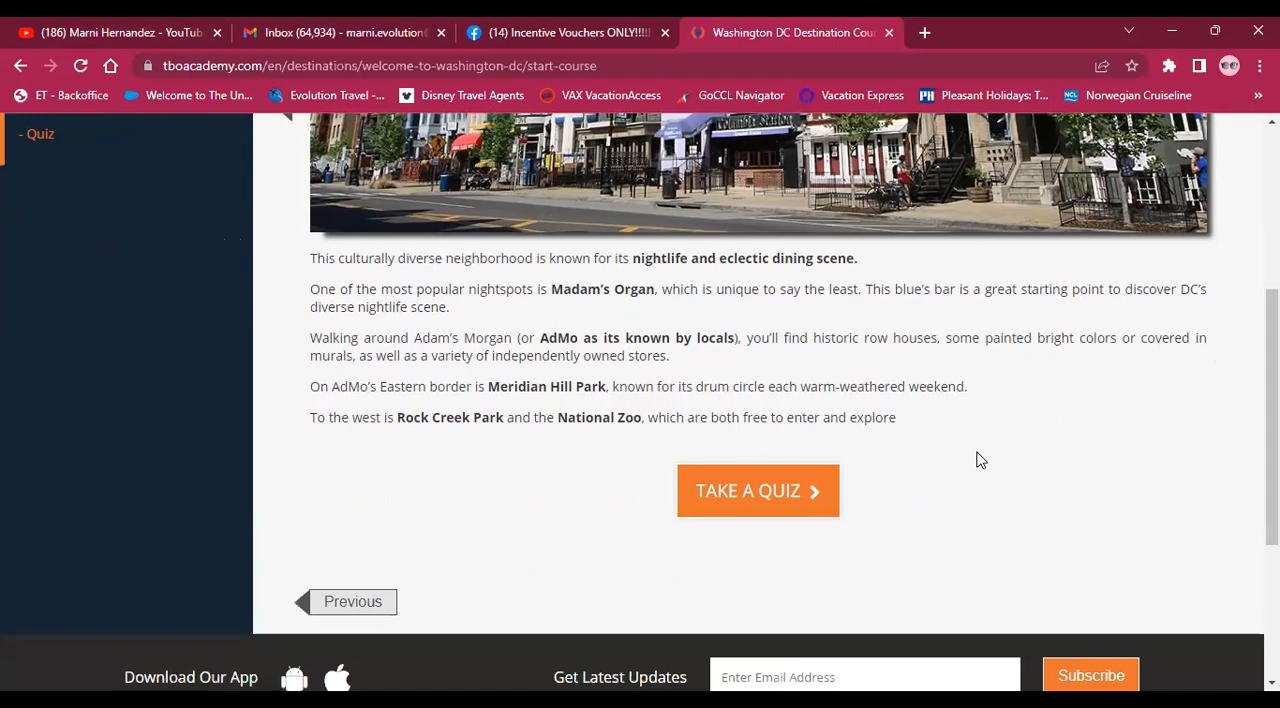 (186) Marni Hernandez - YouTub
Inbox (64,934) - marni.evolution
(14) Incentive Vouchers ONLY!!!!
Washington DC Destination Cou
tboacademy.com/en/destinations/welcome-to-washington-dc/start-course
ET - Backoffice
Welcome to The Un...
Evolution Travel -...
Disney Travel Agents
VAX VacationAccess
GoCCL Navigator
Vacation Express
Pleasant Holidays: T...
Norwegian Cruiseline
»
- Quiz
This culturally diverse neighborhood is known for its nightlife and eclectic dining scene.
One of the most popular nightspots is Madam's Organ, which is unique to say the least. This blue's bar is a great starting point to discover DC's
diverse nightlife scene.
Walking around Adam's Morgan (or AdMo as its known by locals), you'll find historic row houses, some painted bright colors or covered in
murals, as well as a variety of independently owned stores.
On AdMo's Eastern border is Meridian Hill Park, known for its drum circle each warm-weathered weekend.
To the west is Rock Creek Park and the National Zoo, which are both free to enter and explore
TAKE A QUIZ
Previous
Download Our App
Get Latest Updates
Enter Email Address
Subscribe